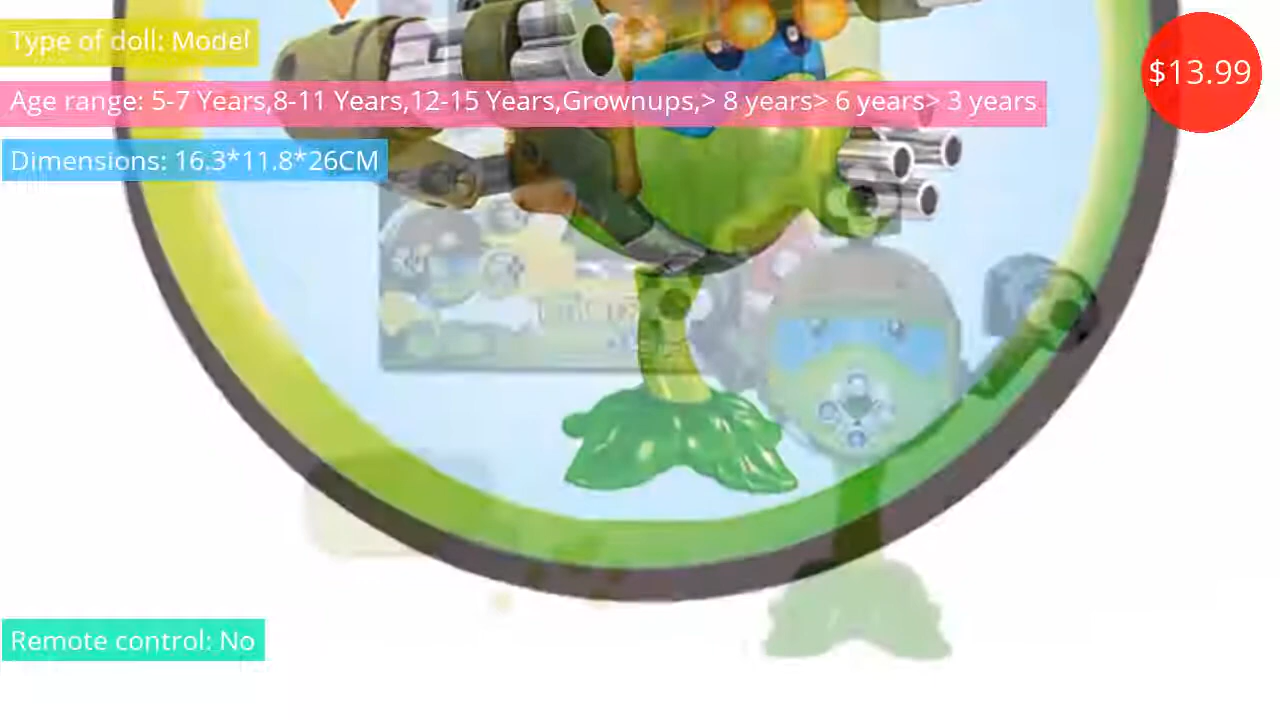 Type of doll: Model
$13.99
Age range: 5-7 Years,8-11 Years,12-15 Years,Grownups,> 8 years> 6 years> 3 years
Dimensions: 16.3*11.8*26CM
Remote control: No